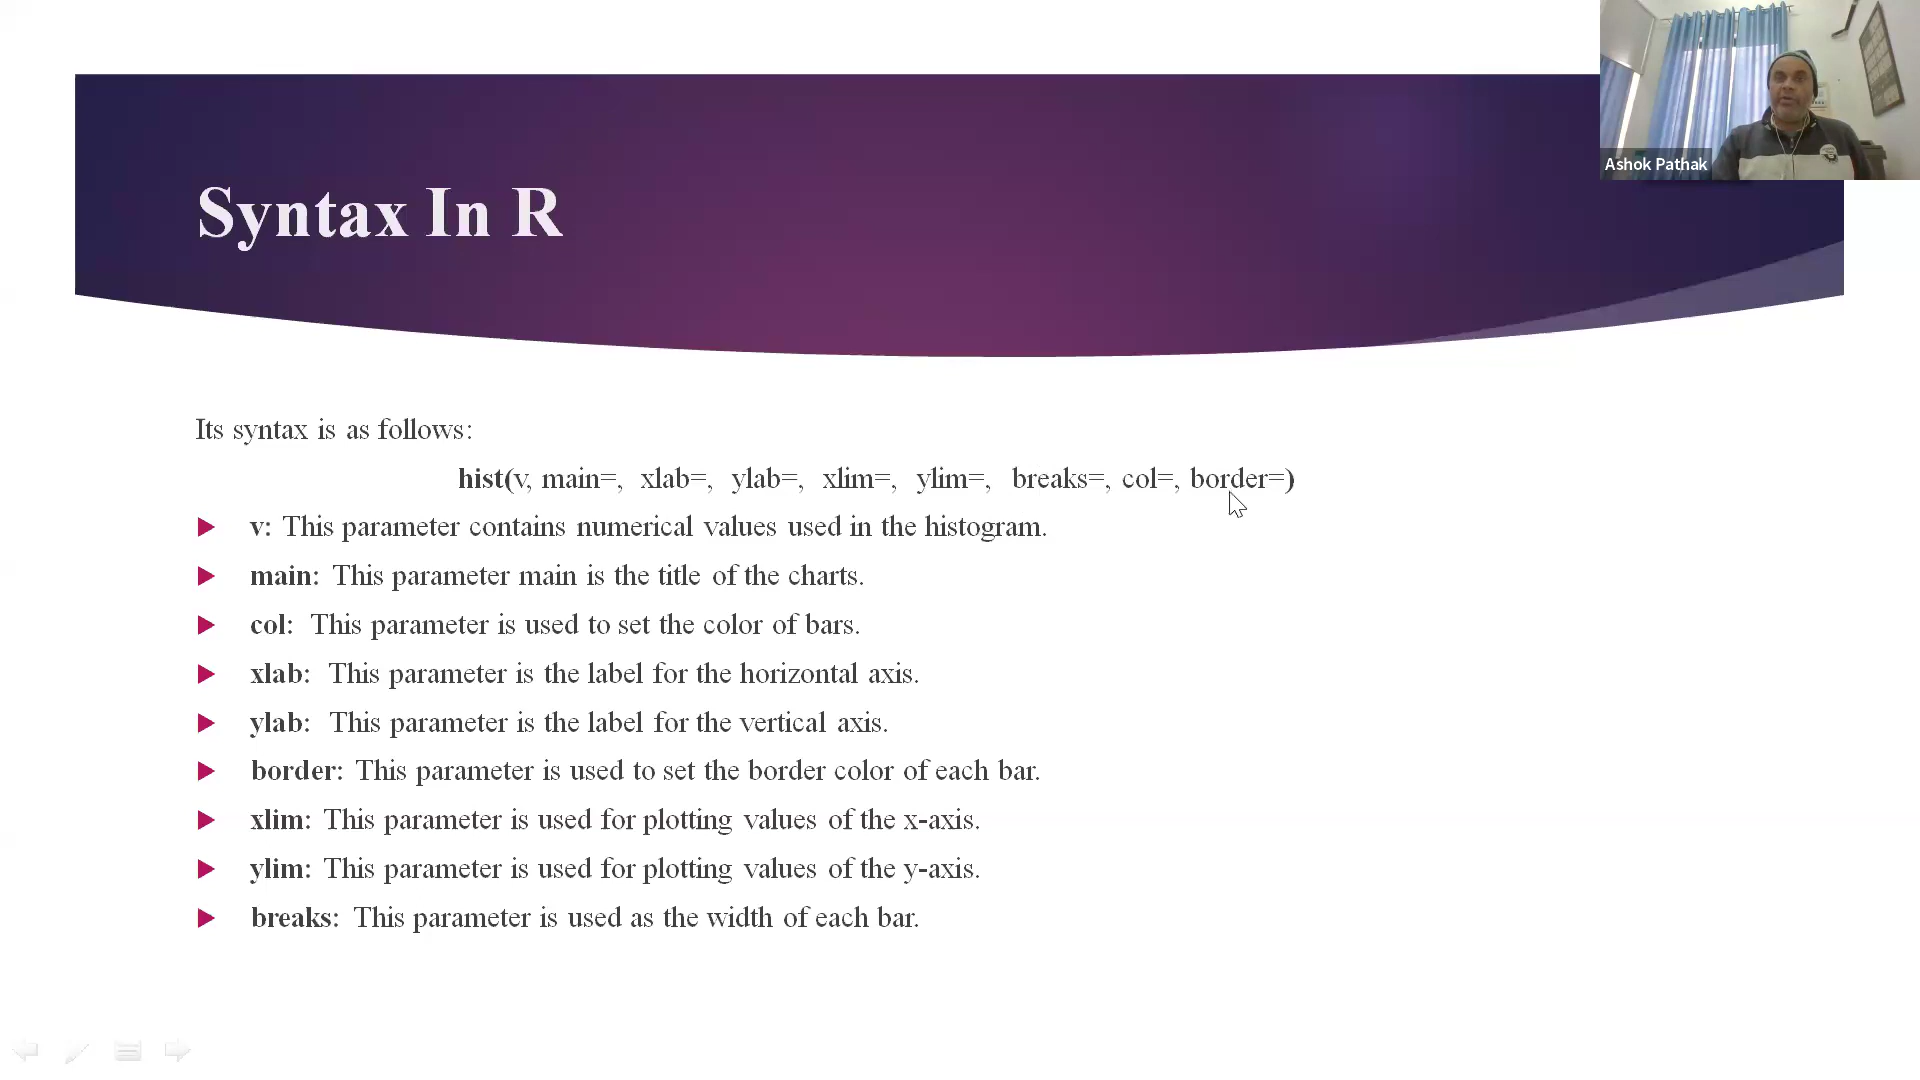 Ashok Pathak
Syntax In R
Its syntax is as follows:
hist(v, main=, xlab=, ylab=, xlim=, ylim=, breaks=, col=, border=)
v: This parameter contains numerical values used in the histogram.
main: This parameter main is the title of the charts.
col: This parameter is used to set the color of bars.
xlab: This parameter is the label for the horizontal axis.
ylab: This parameter is the label for the vertical axis.
border: This parameter is used to set the border color of each bar.
xlim: This parameter is used for plotting values of the x-axis.
ylim: This parameter is used for plotting values of the y-axis.
breaks: This parameter is used as the width of each bar.